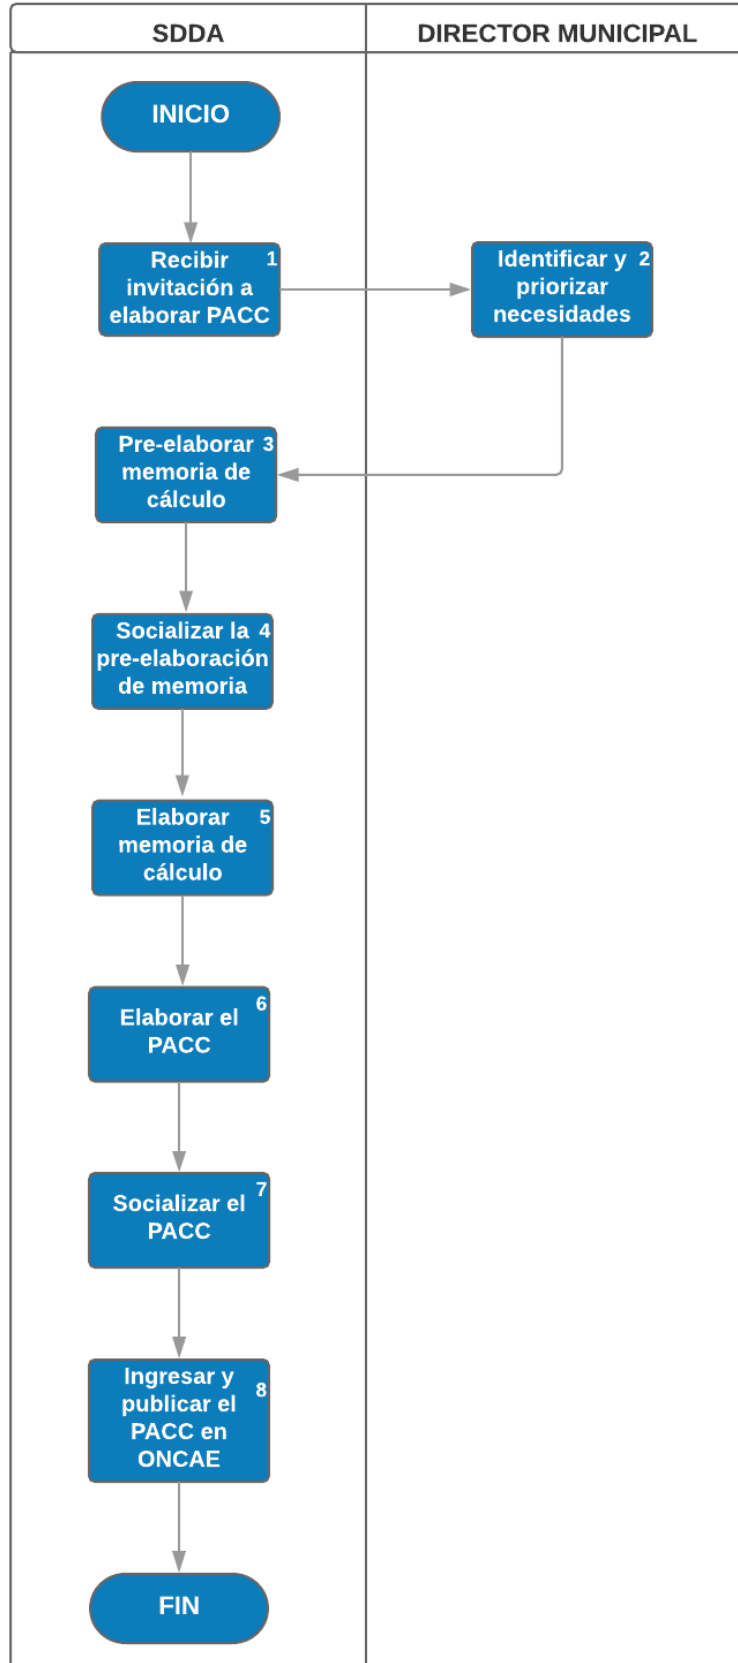 SDDA
DIRECTOR MUNICIPAL
INICIO
Recibir 1
invitación a
elaborar PACC
Identificar y 2
priorizar
necesidades
Pre-elaborar 3
memoria de
cálculo
Socializar la 4
pre-elaboración
de memoria
Elaborar 5
memoria de
cálculo
6
Elaborar el
PACC
7
Socializar el
PACC
Ingresar y 8
publicar el
PACC en
ONCAE
FIN